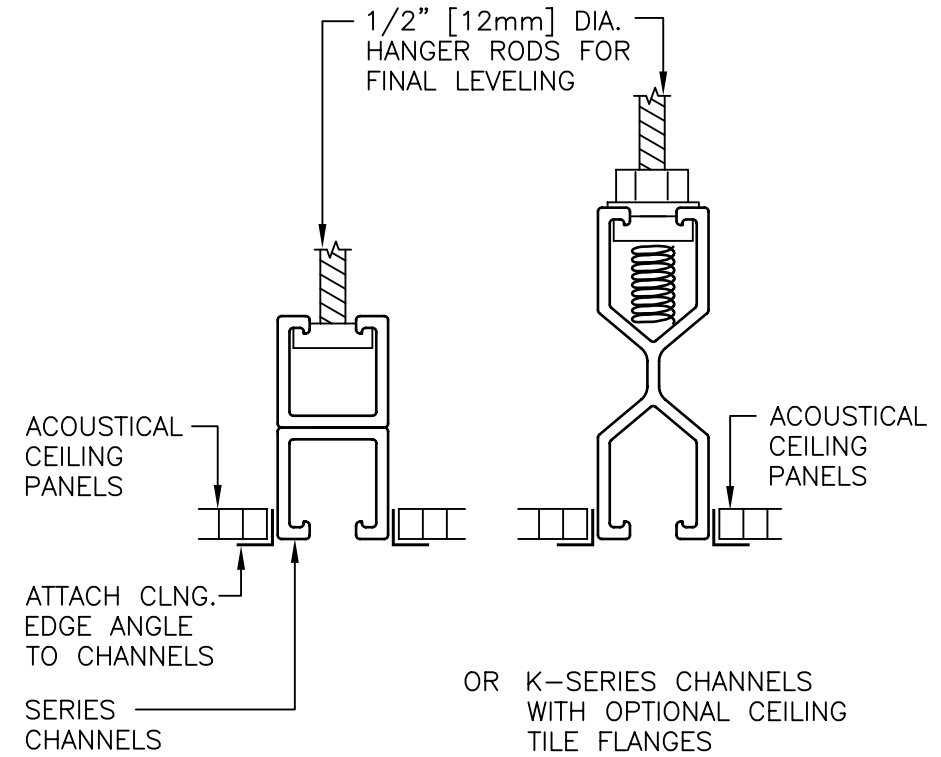 1/2" [12mm] DIA.
HANGER RODS FOR
FINAL LEVELING
ACOUSTICAL
CEILING
PANELS
ACOUSTICAL
CEILING
PANELS
ATTACH CLNG.
EDGE ANGLE
TO CHANNELS
SERIES
CHANNELS
OR K-SERIES CHANNELS
WITH OPTIONAL CEILING
TILE FLANGES